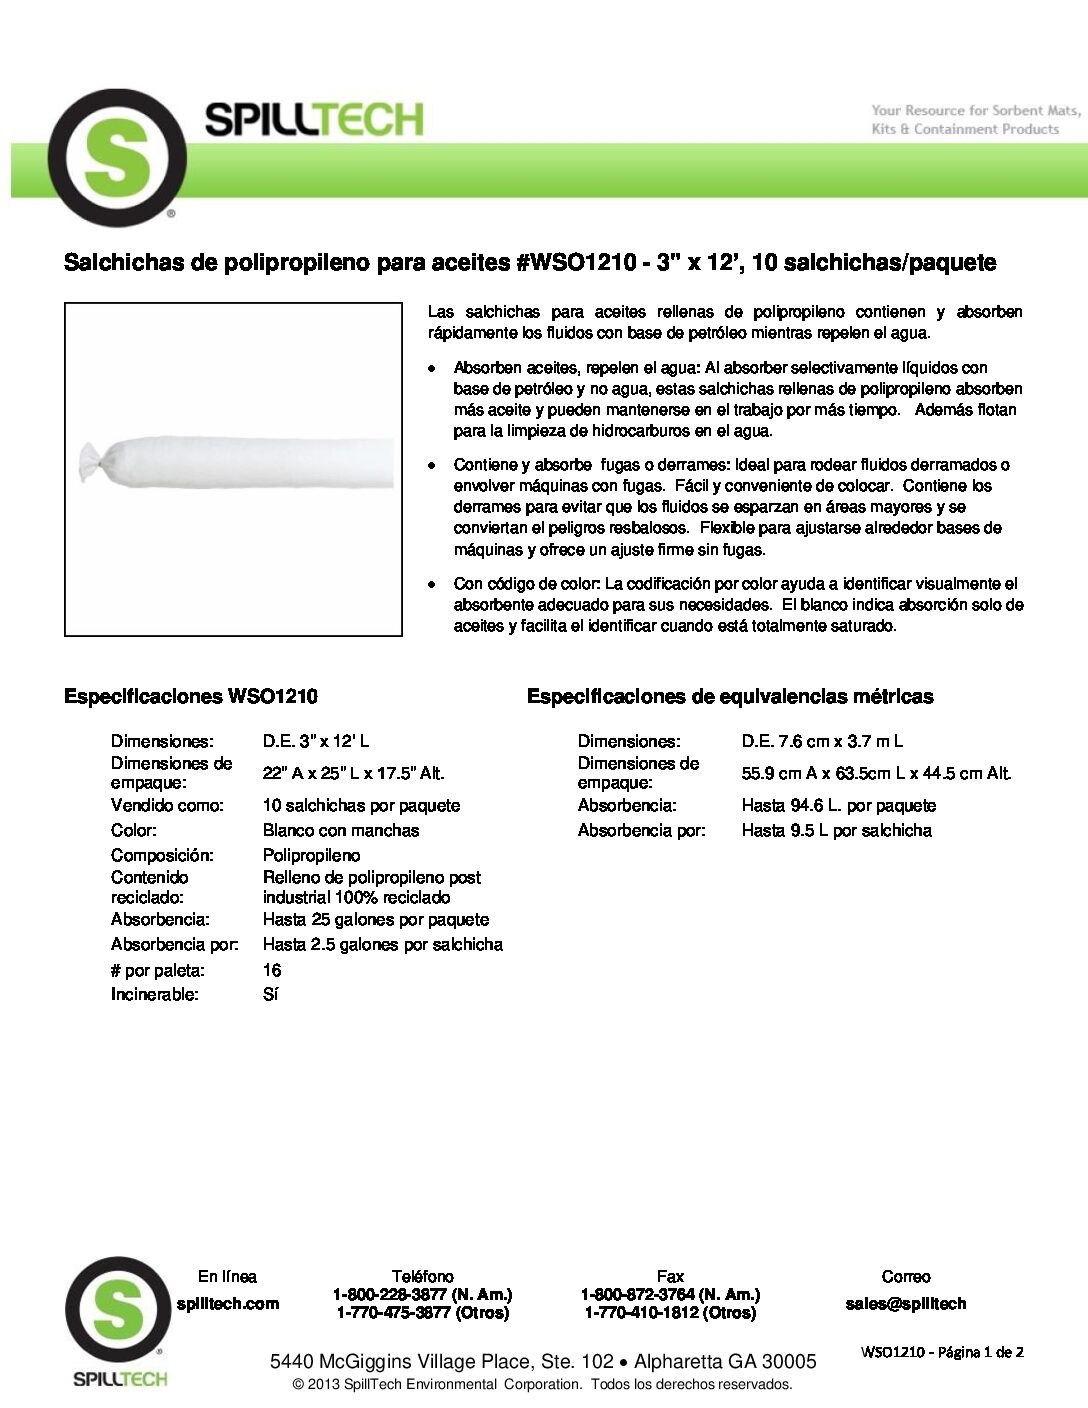 SPILLTECH
Your Resource for Sorbent Mats,
Kits & Containment Products
S
®
Salchichas de polipropileno para aceites #WSO1210 - 3" x 12’, 10 salchichas/paquete
Las salchichas para aceites rellenas de polipropileno contienen y absorben
rápidamente los fluidos con base de petróleo mientras repelen el agua.
• Absorben aceites, repelen el agua: Al absorber selectivamente líquidos con
base de petróleo y no agua, estas salchichas rellenas de polipropileno absorben
más aceite y pueden mantenerse en el trabajo por más tiempo. Además flotan
para la limpieza de hidrocarburos en el agua.
• Contiene y absorbe fugas o derrames: Ideal para rodear fluidos derramados o
envolver máquinas con fugas. Fácil y conveniente de colocar. Contiene los
derrames para evitar que los fluidos se esparzan en áreas mayores y se
conviertan el peligros resbalosos. Flexible para ajustarse alrededor bases de
máquinas y ofrece un ajuste firme sin fugas.
• Con código de color: La codificación por color ayuda a identificar visualmente el
absorbente adecuado para sus necesidades. El blanco indica absorción solo de
aceites y facilita el identificar cuando está totalmente saturado.
Especificaciones WSO1210
Dimensiones: D.E. 3" x 12' L
Dimensiones de
empaque: 22" A x 25" L x 17.5" Alt.
Vendido como: 10 salchichas por paquete
Color: Blanco con manchas
Composición: Polipropileno
Contenido Relleno de polipropileno post
reciclado: industrial 100% reciclado
Absorbencia: Hasta 25 galones por paquete
Absorbencia por: Hasta 2.5 galones por salchicha
# por paleta: 16
Incinerable: Sí
Especificaciones de equivalencias métricas
Dimensiones: D.E. 7.6 cm x 3.7 m L
Dimensiones de
empaque: 55.9 cm A x 63.5cm L x 44.5 cm Alt.
Absorbencia: Hasta 94.6 L. por paquete
Absorbencia por: Hasta 9.5 L por salchicha
S
®
SPILLTECH
En línea
spilltech.com
Teléfono
1-800-228-3877 (N. Am.)
1-770-475-3877 (Otros)
Fax
1-800-872-3764 (N. Am.)
1-770-410-1812 (Otros)
Correo
sales@spilltech
5440 McGiggins Village Place, Ste. 102 • Alpharetta GA 30005
© 2013 SpillTech Environmental Corporation. Todos los derechos reservados.
WSO1210 - Página 1 de 2